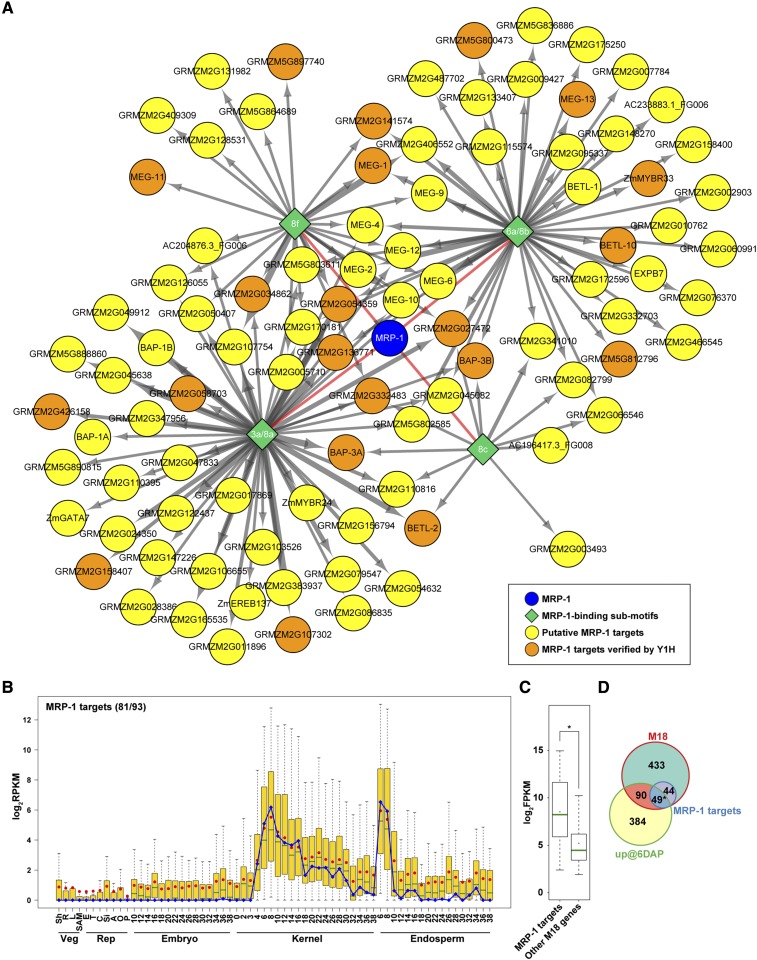 A
GRMZM5G836886
GRMZM5G800473
GRMZM2G175250
GRMZM5G897740
GRMZM2G131982
GRMZM2G487702
GRMZM2G009427
GRMZM2G007784
GRMZM2G133407
MEG-13
AC233883.1_FG006
GRMZM2G409309
GRMZM5G864689
GRMZM2G141574
GRMZM2G148270
GRMZM2G128531
GRMZM2G406552
GRMZM2G115574
GRMZM2G095337
GRMZM2G158400
MEG-1
MEG-11
MEG-9
BETL-1
ZmMYBR33
GRMZM2G002903
8f
MEG-4
6a/8b
GRMZM2G010762
AC204876.3_FG006
MEG-12
BETL-10
GRMZM2G060991
GRMZM5G803611
MEG-2
MEG-6
EXPB7
GRMZM2G126055
GRMZM2G172596
GRMZM2G034862
GRMZM2G054359
MEG-10
GRMZM2G076370
GRMZM2G049912
GRMZM2G050407
GRMZM2G332703
GRMZM2G170181
GRMZM2G027472
MRP-1
GRMZM2G341010
GRMZM2G466545
BAP-1B
GRMZM2G107754
GRMZM2G138771
GRMZM5G888860
BAP-3B
GRMZM5G812796
GRMZM2G045638
GRMZM2G005710
GRMZM2G082799
GRMZM2G058703
GRMZM2G332483
GRMZM2G045082
GRMZM2G426158
GRMZM2G347956
GRMZM2G066546
GRMZM5G802585
BAP-1A
3a/8a
8c
AC196417.3_FG008
BAP-3A
GRMZM5G890815
GRMZM2G047833
GRMZM2G110395
GRMZM2G110816
GRMZM2G017869
ZmMYBR24
ZmGATA7
GRMZM2G122437
GRMZM2G156794
BETL-2
GRMZM2G024350
GRMZM2G103526
GRMZM2G003493
GRMZM2G147226
GRMZM2G158407
GRMZM2G106655
GRMZM2G079547
GRMZM2G383937
GRMZM2G054632
GRMZM2G028386
ZmEREB137
GRMZM2G086835
GRMZM2G165535
GRMZM2G107302
GRMZM2G011896
MRP-1
MRP-1-binding sub-motifs
Putative MRP-1 targets
MRP-1 targets verified by Y1H
B
MRP-1 targets (81/93)
log2RPKM
12
10
8
6
4
2
0
Sh R L SAM E T C Si A O P 10 12 14 16 18 20 22 24 26 28 30 32 34 36 38 0 2 3 4 6 8 10 12 14 16 18 20 22 24 26 28 30 32 34 36 38 6 8 10 12 14 16 18 20 22 24 26 28 30 32 34 36 38
Veg Rep Embryo Kernel Endosperm
C
*
log2FPKM
15
10
5
0
MRP-1 targets
Other M18 genes
D
M18
433
90
44
49*
MRP-1 targets
384
up@6DAP